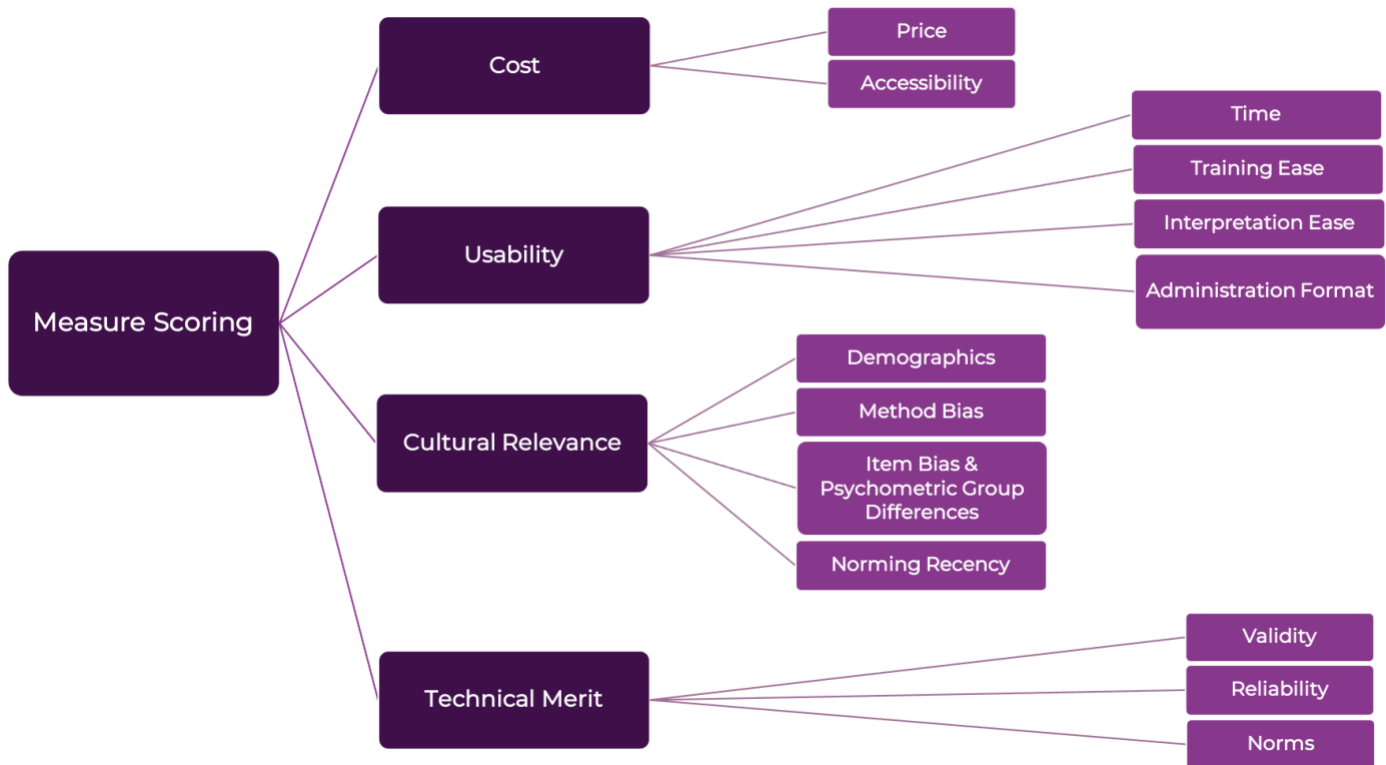 Measure Scoring
Cost
Price
Accessibility
Usability
Time
Training Ease
Interpretation Ease
Administration Format
Cultural Relevance
Demographics
Method Bias
Item Bias &
Psychometric Group
Differences
Norming Recency
Technical Merit
Validity
Reliability
Norms